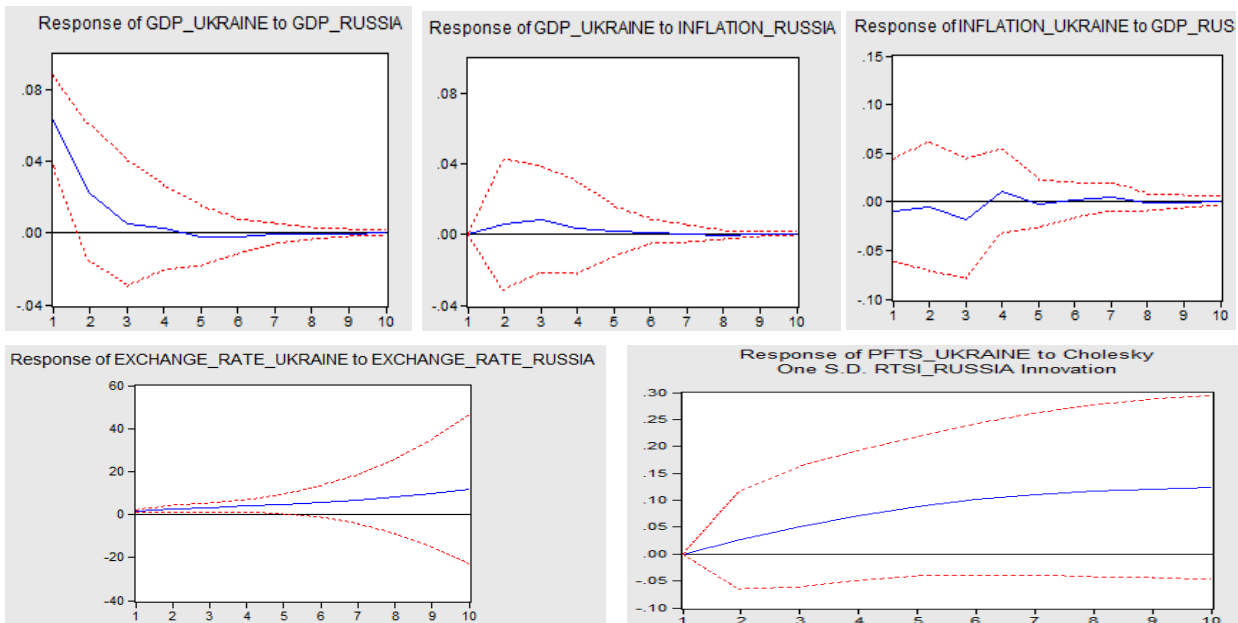 Response of GDP_UKRAINE to GDP_RUSSIA
.08
.04
.00
-.04
1 2 3 4 5 6 7 8 9 10
Response of GDP_UKRAINE to INFLATION_RUSSIA
.08
.04
.00
-.04
1 2 3 4 5 6 7 8 9 10
Response of INFLATION_UKRAINE to GDP_RUS
.15
.10
.05
.00
-.05
-.10
1 2 3 4 5 6 7 8 9 10
Response of EXCHANGE_RATE_UKRAINE to EXCHANGE_RATE_RUSSIA
60
40
20
0
-20
-40
1 2 3 4 5 6 7 8 9 10
Response of PFTS_UKRAINE to Cholesky
One S.D. RTSI_RUSSIA Innovation
.30
.25
.20
.15
.10
.05
.00
-.05
-.10
1 2 3 4 5 6 7 8 9 10